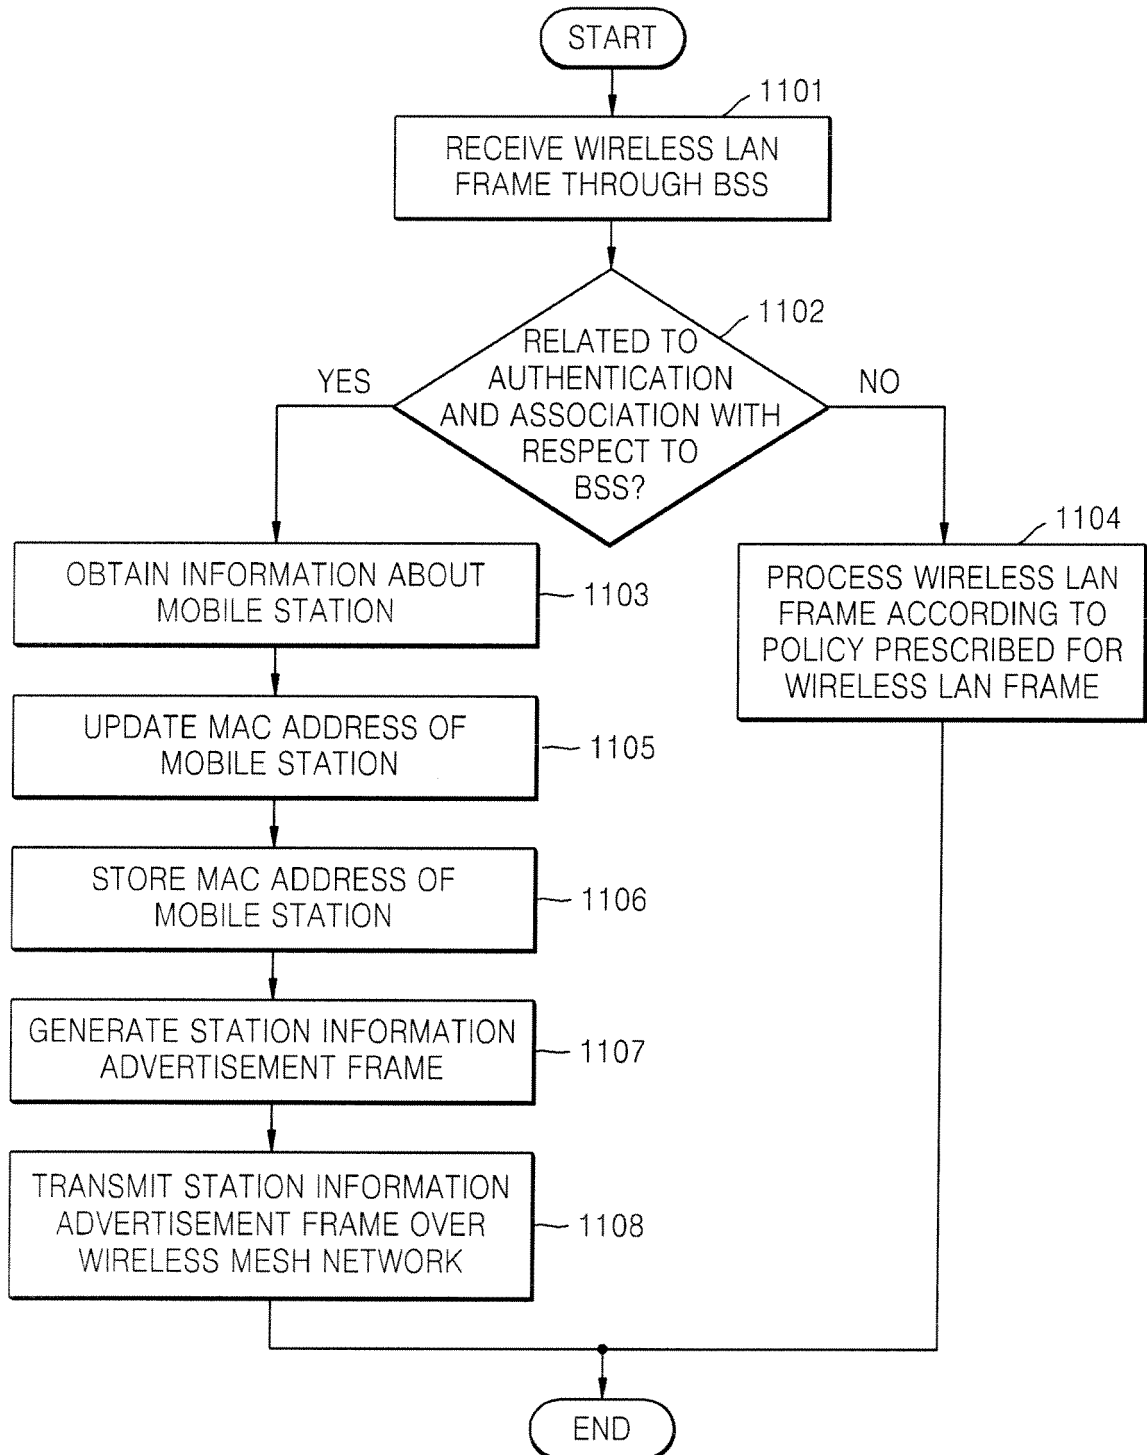 START
1101
RECEIVE WIRELESS LAN
FRAME THROUGH BSS
1102
RELATED TO
AUTHENTICATION
AND ASSOCIATION WITH
RESPECT TO
BSS?
YES
NO
OBTAIN INFORMATION ABOUT
MOBILE STATION
1103
1104
PROCESS WIRELESS LAN
FRAME ACCORDING TO
POLICY PRESCRIBED FOR
WIRELESS LAN FRAME
UPDATE MAC ADDRESS OF
MOBILE STATION
1105
STORE MAC ADDRESS OF
MOBILE STATION
1106
GENERATE STATION INFORMATION
ADVERTISEMENT FRAME
1107
TRANSMIT STATION INFORMATION
ADVERTISEMENT FRAME OVER
WIRELESS MESH NETWORK
1108
END